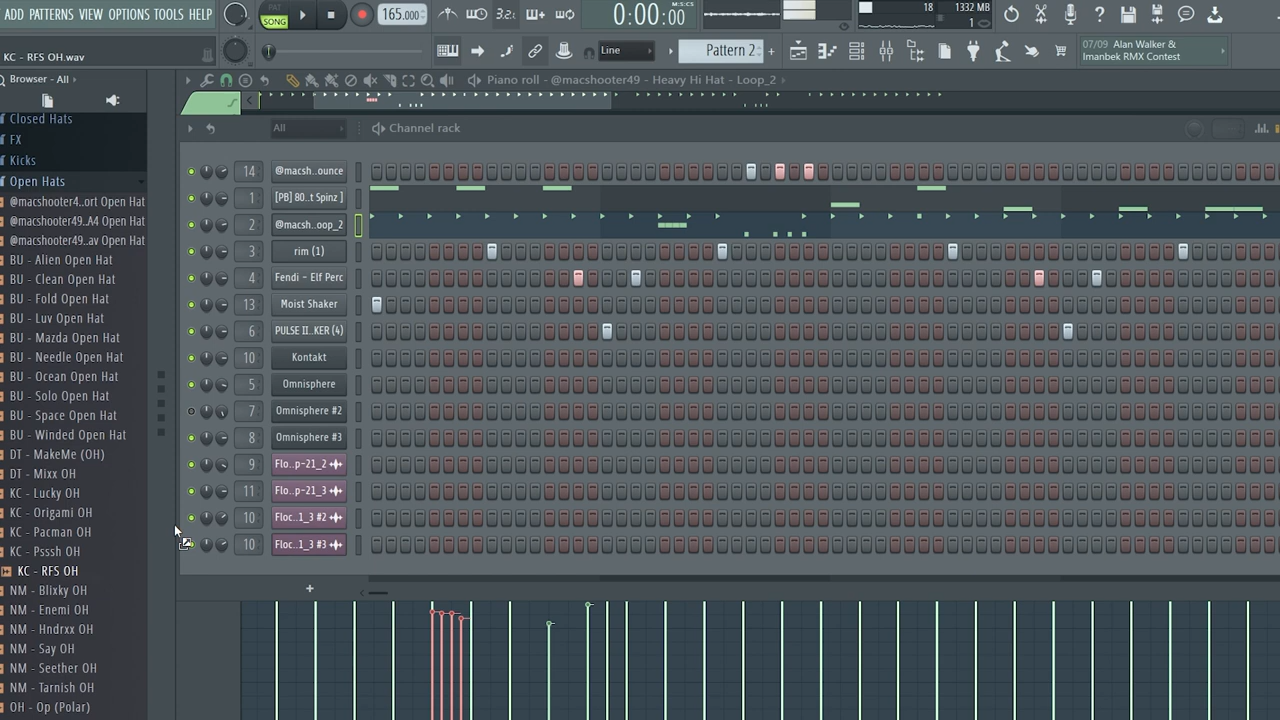 ADD PATTERNS VIEW OPTIONS TOOLS HELP
PAT
SONG
165.000
3.2.
0:00:00
M:S:CS
18
1332 MB
1
KC - RFS OH.wav
Line
Pattern 2
07/09 Alan Walker &
Imanbek RMX Contest
Browser - All
Piano roll - @macshooter49 - Heavy Hi Hat - Loop_2
All
Channel rack
Closed Hats
FX
Kicks
Open Hats
@macshooter4..ort Open Hat
@macshooter49..A4 Open Hat
@macshooter49..av Open Hat
BU - Alien Open Hat
BU - Clean Open Hat
BU - Fold Open Hat
BU - Luv Open Hat
BU - Mazda Open Hat
BU - Needle Open Hat
BU - Ocean Open Hat
BU - Solo Open Hat
BU - Space Open Hat
BU - Winded Open Hat
DT - MakeMe (OH)
DT - Mixx OH
KC - Lucky OH
KC - Origami OH
KC - Pacman OH
KC - Psssh OH
KC - RFS OH
NM - Blixky OH
NM - Enemi OH
NM - Hndrxx OH
NM - Say OH
NM - Seether OH
NM - Tarnish OH
OH - Op (Polar)
14 @macsh..ounce
1 [PB] 80..t Spinz ]
2 @macsh..oop_2
3 rim (1)
4 Fendi - Elf Perc
13 Moist Shaker
6 PULSE II..KER (4)
10 Kontakt
5 Omnisphere
7 Omnisphere #2
8 Omnisphere #3
9 Flo..p-21_2
11 Flo..p-21_3
10 Floc..1_3 #2
10 Floc..1_3 #3
+